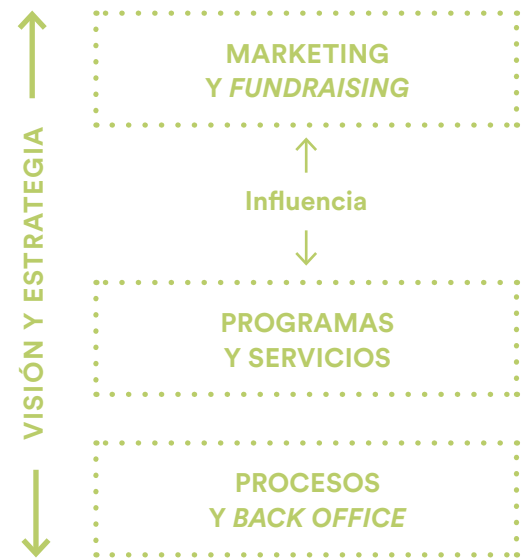 VISIÓN Y ESTRATEGIA
MARKETING
Y FUNDRAISING
Influencia
PROGRAMAS
Y SERVICIOS
PROCESOS
Y BACK OFFICE